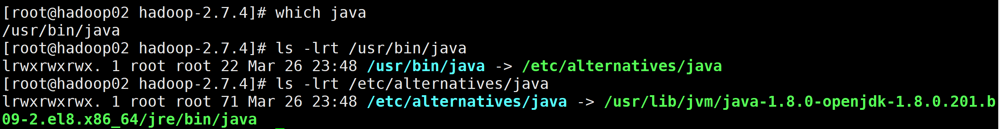 [root@hadoop02 hadoop-2.7.4]# which java
/usr/bin/java
[root@hadoop02 hadoop-2.7.4]# ls -lrt /usr/bin/java
lrwxrwxrwx. 1 root root 22 Mar 26 23:48 /usr/bin/java -> /etc/alternatives/java
[root@hadoop02 hadoop-2.7.4]# ls -lrt /etc/alternatives/java
lrwxrwxrwx. 1 root root 71 Mar 26 23:48 /etc/alternatives/java -> /usr/lib/jvm/java-1.8.0-openjdk-1.8.0.201.b
09-2.el8.x86_64/jre/bin/java